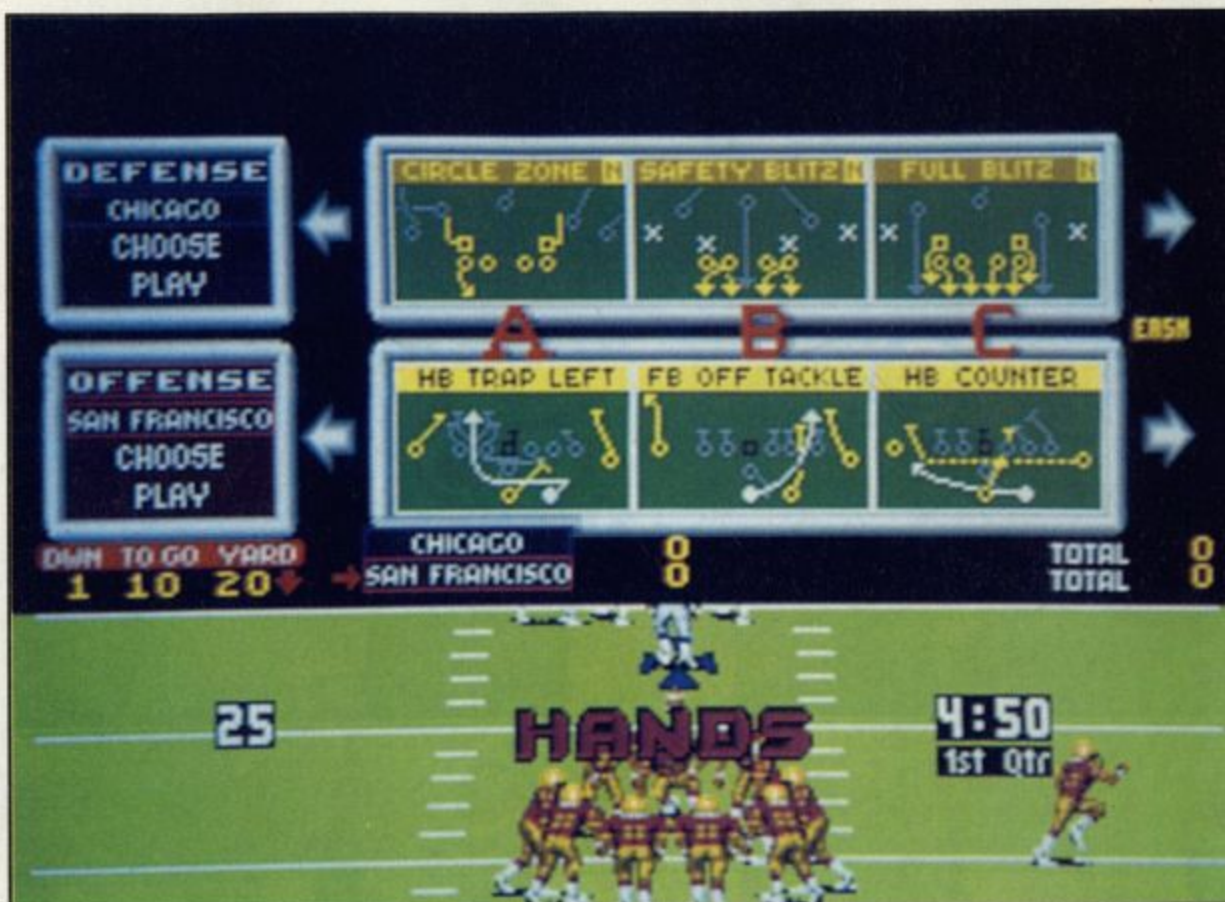 DEFENSE
CHICAGO
CHOOSE
PLAY
CIRCLE ZONE N
SAFETY BLITZ N
FULL BLITZ N
A
B
C
EASN
OFFENSE
SAN FRANCISCO
CHOOSE
PLAY
HB TRAP LEFT
FB OFF TACKLE
HB COUNTER
DWN TO GO YARD
1 10 20
CHICAGO 0 TOTAL 0
SAN FRANCISCO 0 TOTAL 0
25
HANDS
4:50
1st Qtr